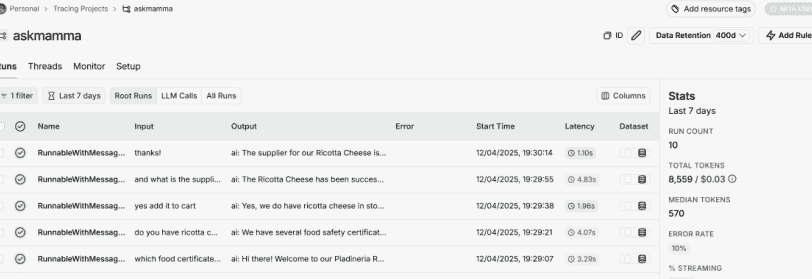 Personal > Tracing Projects > askmamma Add resource tags
askmamma ID Data Retention 400d Add Rule
Runs Threads Monitor Setup
1 filter Last 7 days Root Runs LLM Calls All Runs Columns
Name Input Output Error Start Time Latency Dataset
RunnableWithMessag... thanks! ai: The supplier for our Ricotta Cheese is... 12/04/2025, 19:30:14 1.10s
RunnableWithMessag... and what is the suppli... ai: The Ricotta Cheese has been succes... 12/04/2025, 19:29:55 4.83s
RunnableWithMessag... yes add it to cart ai: Yes, we do have ricotta cheese in sto... 12/04/2025, 19:29:38 1.96s
RunnableWithMessag... do you have ricotta c... ai: We have several food safety certificat... 12/04/2025, 19:29:21 4.07s
RunnableWithMessag... which food certificate... ai: Hi there! Welcome to our Piadineria R... 12/04/2025, 19:29:07 3.29s
Stats
Last 7 days
RUN COUNT
10
TOTAL TOKENS
8,559 / $0.03
MEDIAN TOKENS
570
ERROR RATE
10%
% STREAMING